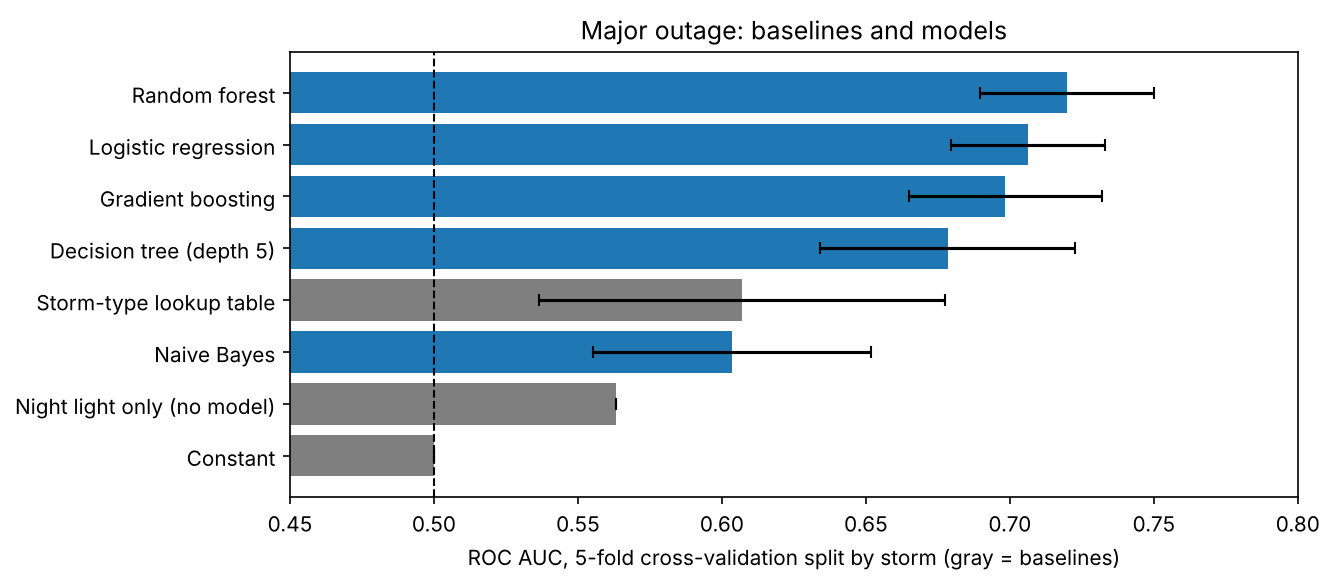 Major outage: baselines and models
Random forest
Logistic regression
Gradient boosting
Decision tree (depth 5)
Storm-type lookup table
Naive Bayes
Night light only (no model)
Constant
0.45 0.50 0.55 0.60 0.65 0.70 0.75 0.80
ROC AUC, 5-fold cross-validation split by storm (gray = baselines)